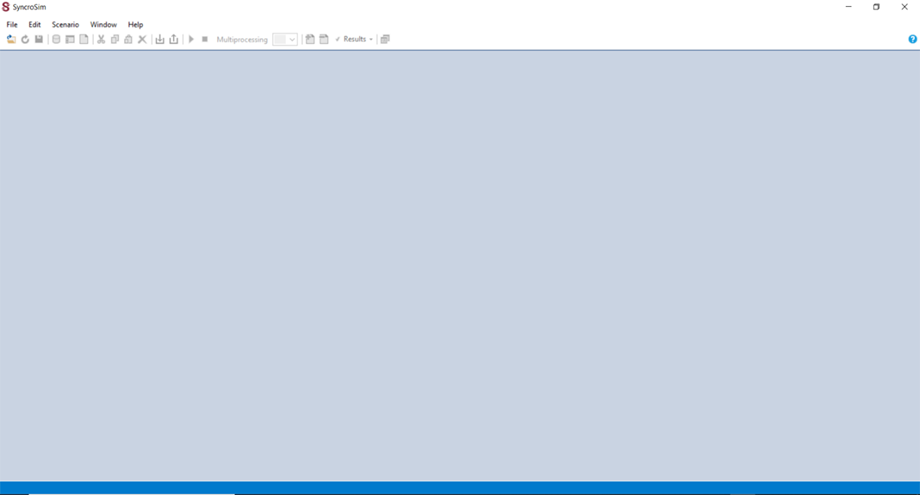 SyncroSim
File Edit Scenario Window Help
Multiprocessing Results